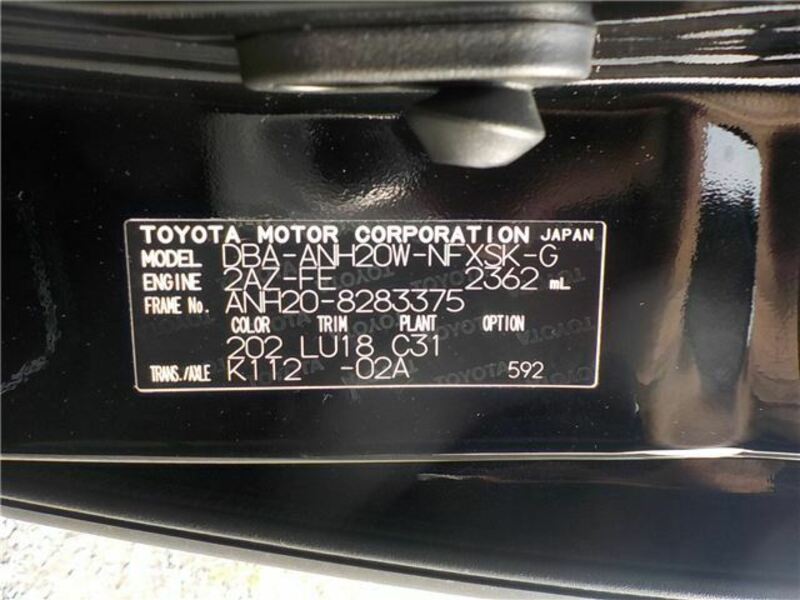 TOYOTA MOTOR CORPORATION JAPAN
MODEL DBA-ANH20W-NFXSK-G
ENGINE 2AZ-FE 2362 mL
FRAME No. ANH20-8283375
COLOR TRIM PLANT OPTION
202 LU18 C31
TRANS./AXLE K112 -02A 592